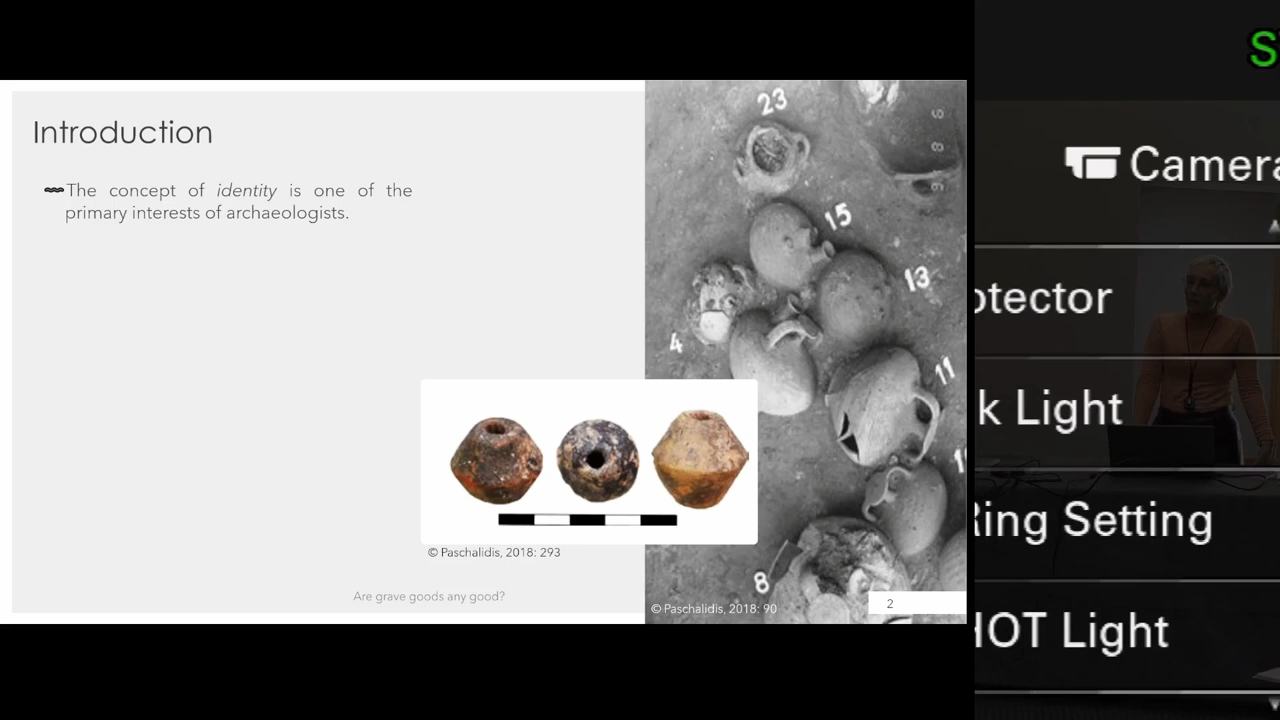 Introduction
The concept of identity is one of the
primary interests of archaeologists.
© Paschalidis, 2018: 293
Are grave goods any good?
23
15
13
4
11
8
© Paschalidis, 2018: 90
2
Camera
k Light
Ring Setting
HOT Light